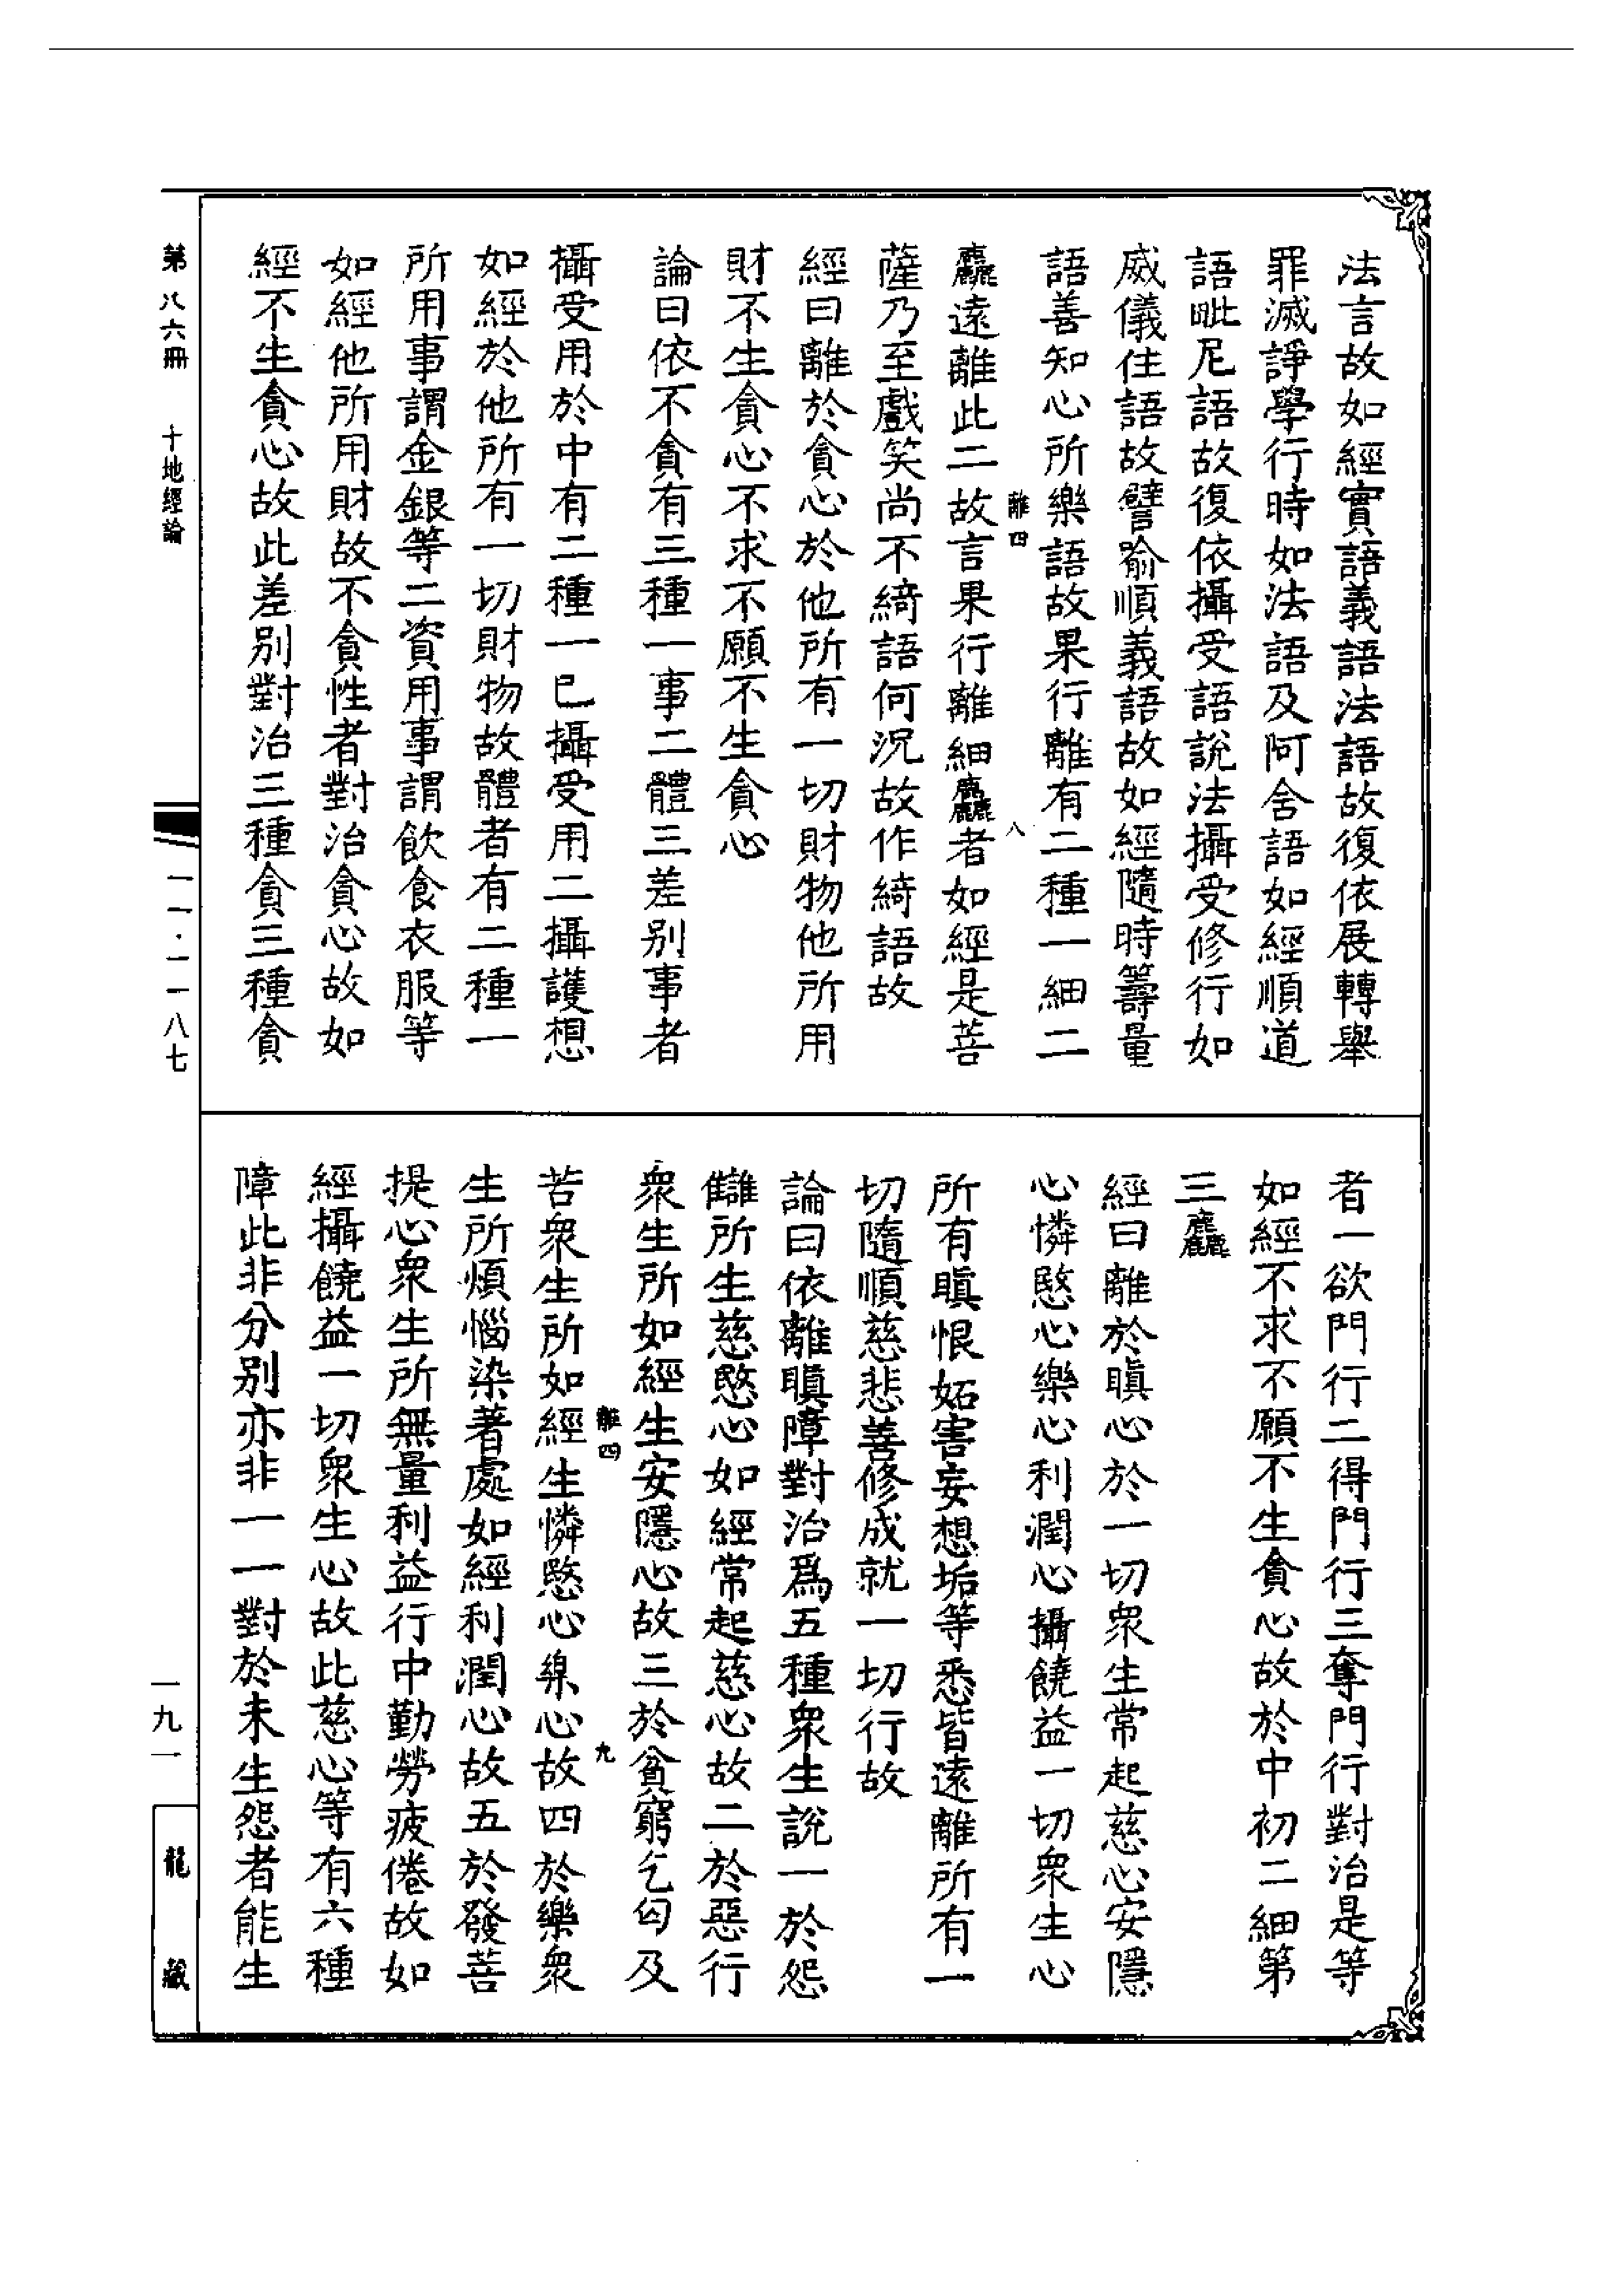 法言故如經實語義語法語故復依展轉舉
罪滅諍學行時如法語及阿舍語如經順道
語毗尼語故復依攝受語說法攝受修行如
威儀住語故譬喻順義語故如經隨時籌量
語善知心所樂語故果行離有二種一細二
離四
八
麤遠離此二故言果行離細麤者如經是菩
薩乃至戲笑尚不綺語何況故作綺語故
經曰離於貪心於他所有一切財物他所用
財不生貪心不求不願不生貪心
論曰依不貪有三種一事二體三差別事者
攝受用於中有二種一已攝受用二攝護想
如經於他所有一切財物故體者有二種一
所用事謂金銀等二資用事謂飲食衣服等
如經他所用財故不貪性者對治貪心故如
經不生貪心故此差別對治三種貪三種貪
者一欲門行二得門行三奪門行對治是等
如經不求不願不生貪心故於中初二細第
三麤
經曰離於瞋心於一切眾生常起慈心安隱
心憐愍心樂心利潤心攝饒益一切眾生心
所有瞋恨妬害妄想垢等悉皆遠離所有一
切隨順慈悲善修成就一切行故
論曰依離瞋障對治爲五種眾生說一於怨
讎所生慈愍心如經常起慈心故二於惡行
眾生所如經生安隱心故三於貧窮乞匄及
離四
九
苦眾生所如經生憐愍心樂心故四於樂眾
生所煩惱染著處如經利潤心故五於發菩
提心眾生所無量利益行中勤勞疲倦故如
經攝饒益一切眾生心故此慈心等有六種
障此非分別亦非一一對於未生怨者能生
第八六冊 十地經論
一一·一一八七
一九一
龍藏